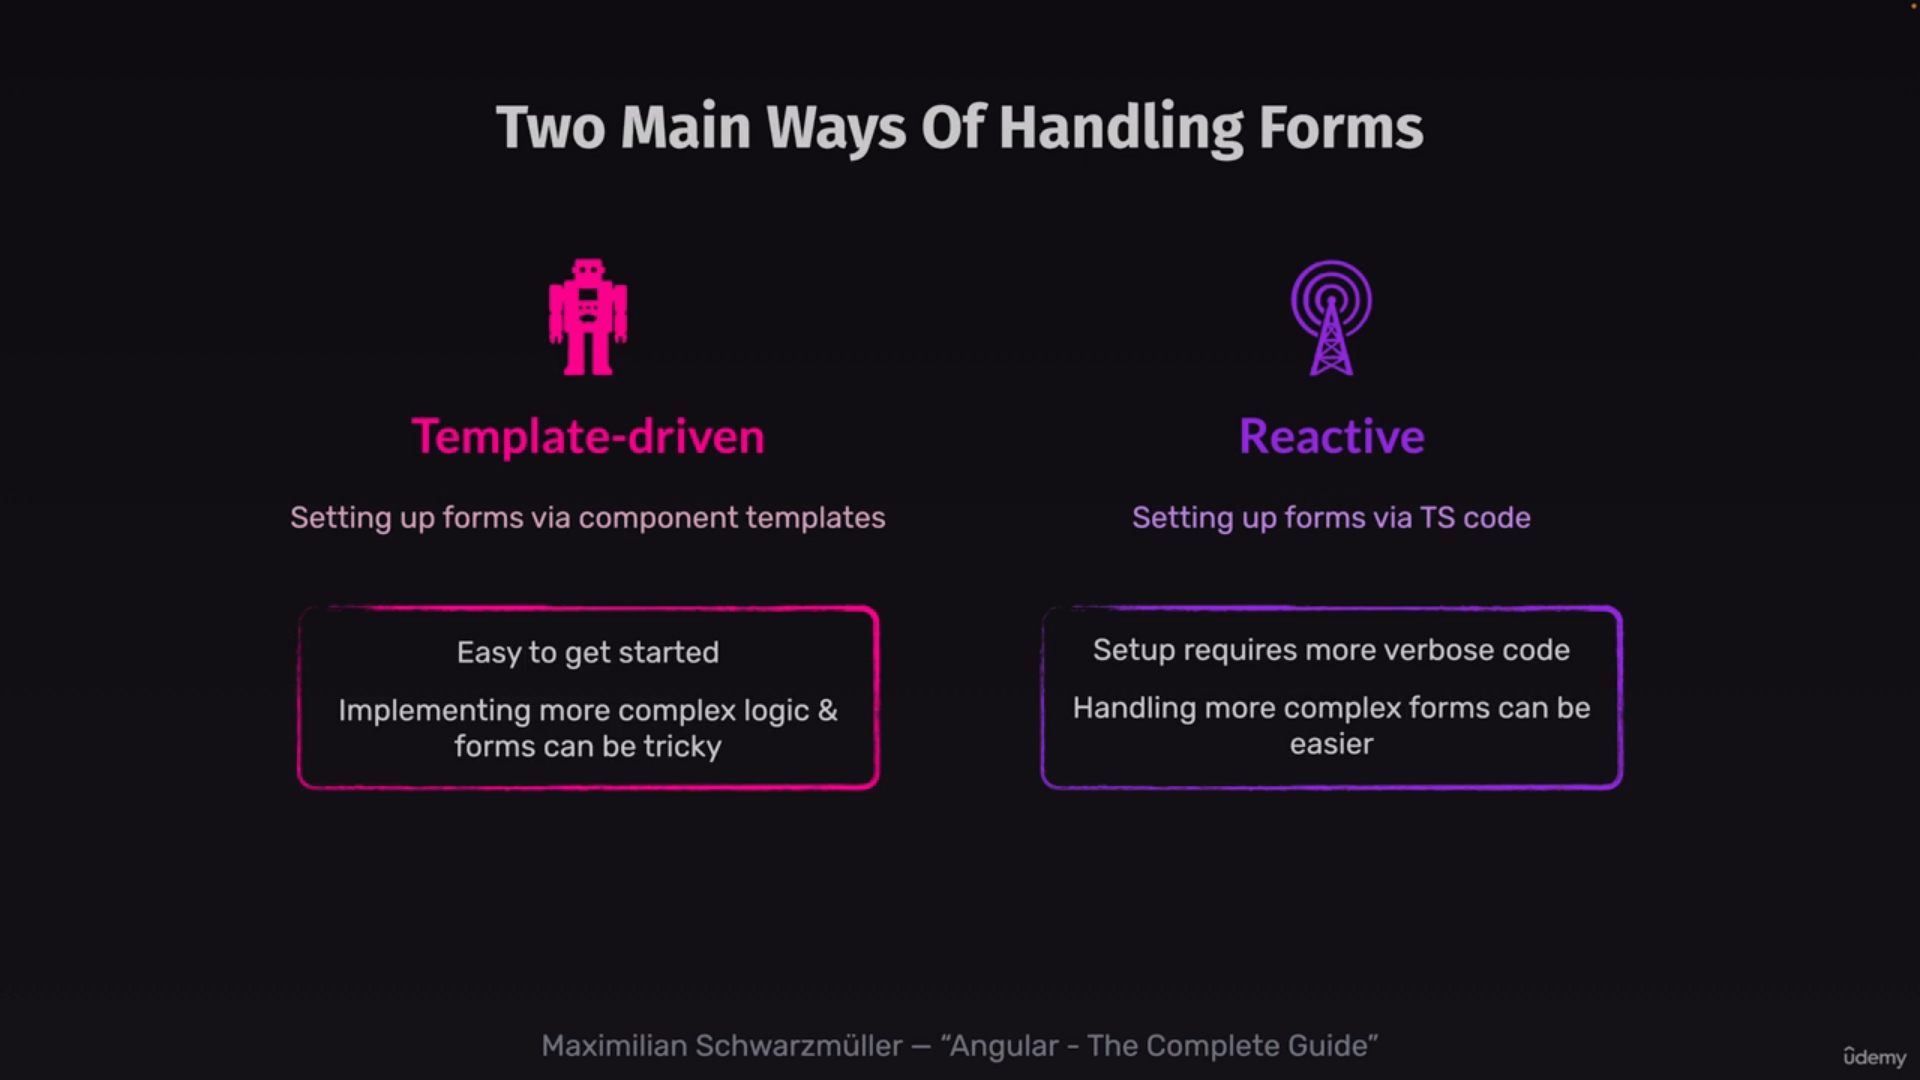 Two Main Ways Of Handling Forms
Template-driven
Setting up forms via component templates
Easy to get started
Implementing more complex logic &
forms can be tricky
Reactive
Setting up forms via TS code
Setup requires more verbose code
Handling more complex forms can be
easier
Maximilian Schwarzmüller — “Angular - The Complete Guide”
ûdemy